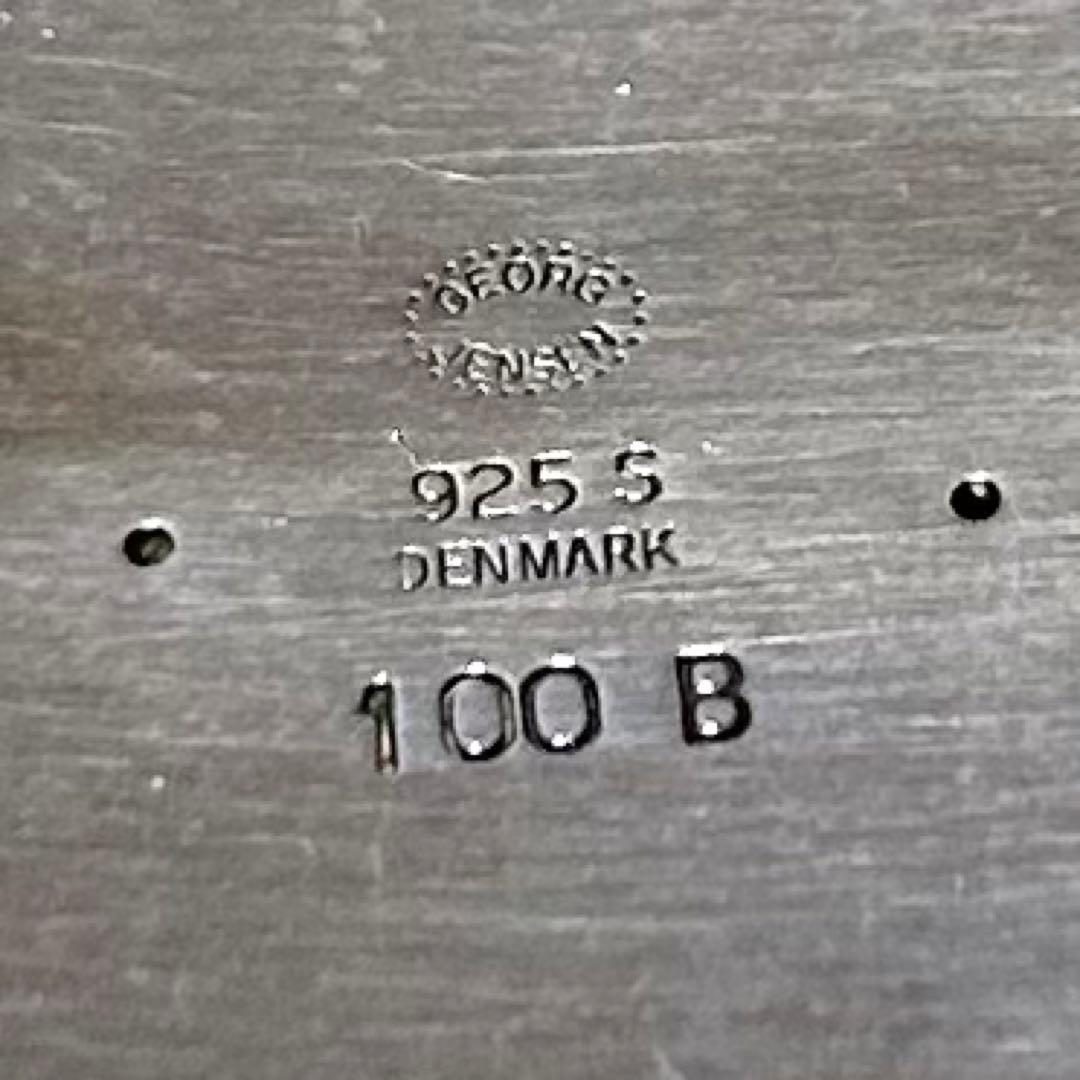 GEORG
JENSEN
925 S
DENMARK
100 B